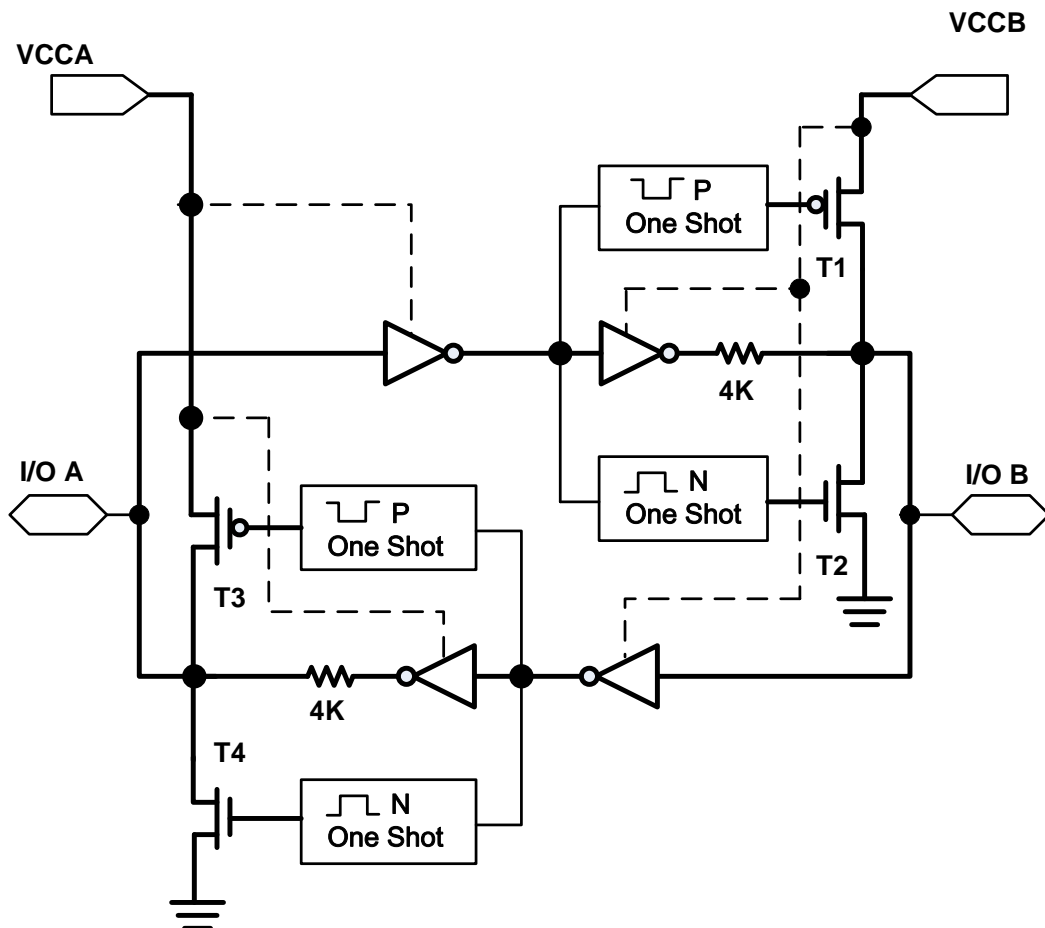 VCCB
VCCA
P
One Shot
T1
4K
I/O A
N
One Shot
I/O B
P
One Shot
T2
T3
4K
T4
N
One Shot